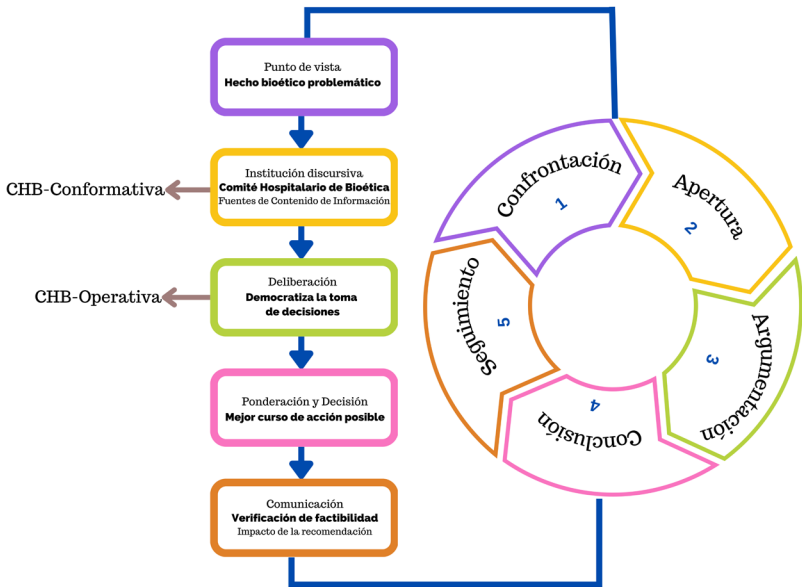 Punto de vista
Hecho bioético problemático
Institución discursiva
Comité Hospitalario de Bioética
Fuentes de Contenido de Información
CHB-Conformativa
Deliberación
Democratiza la toma
de decisiones
CHB-Operativa
Ponderación y Decisión
Mejor curso de acción posible
Comunicación
Verificación de factibilidad
Impacto de la recomendación
Confrontación
1
Apertura
2
Argumentación
3
Conclusión
4
Seguimiento
5